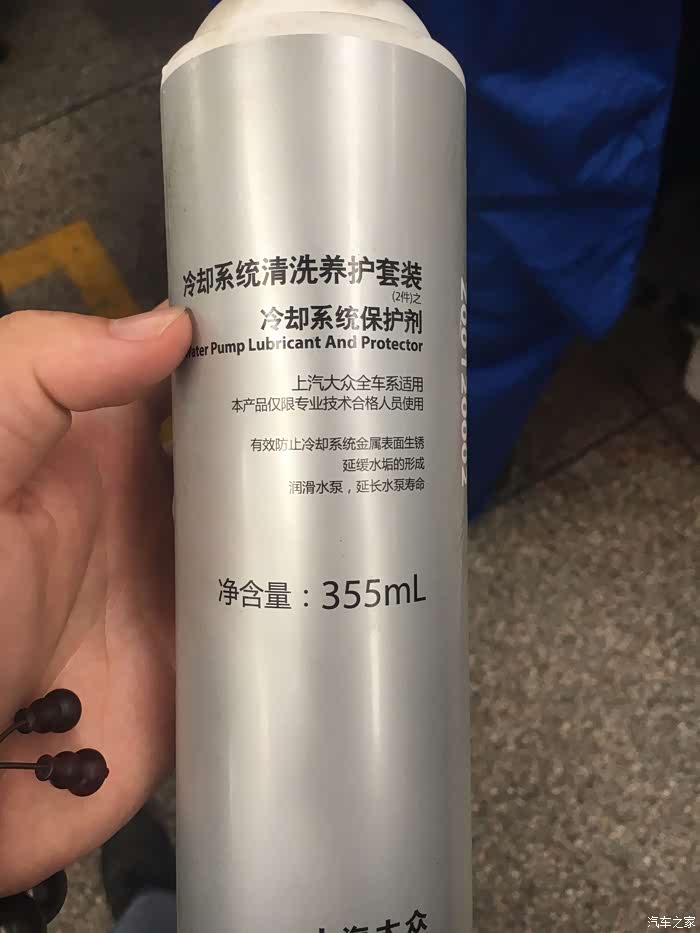 冷却系统清洗养护套装
(2件)之
冷却系统保护剂
Water Pump Lubricant And Protector
上汽大众全车系适用
本产品仅限专业技术合格人员使用
有效防止冷却系统金属表面生锈
延缓水垢的形成
润滑水泵，延长水泵寿命
净含量：355mL
上海大众
汽车之家